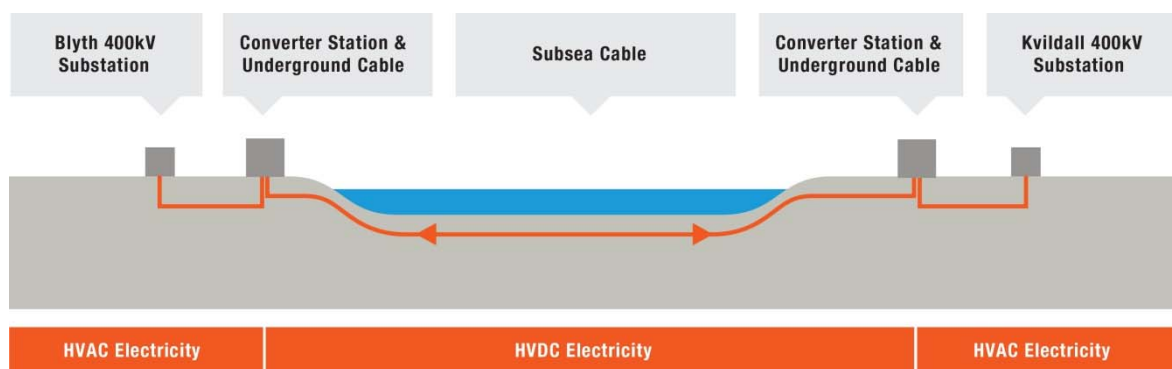 Blyth 400kV
Substation
Converter Station &
Underground Cable
Subsea Cable
Converter Station &
Underground Cable
Kvildall 400kV
Substation
HVAC Electricity
HVDC Electricity
HVAC Electricity